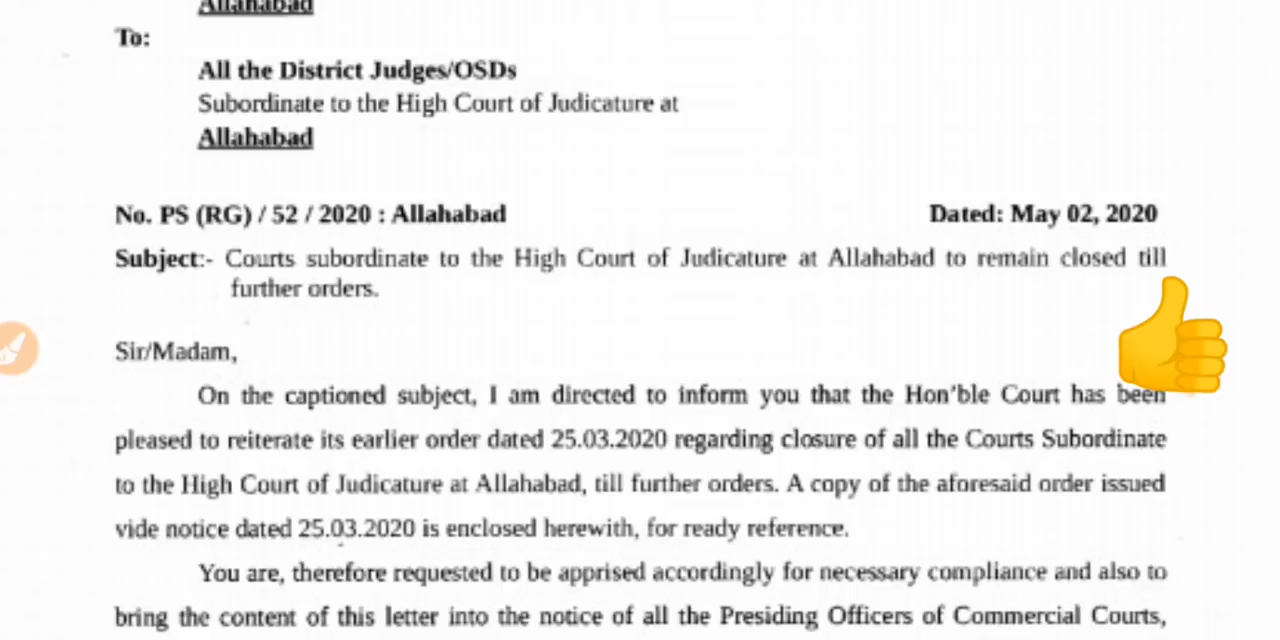 Allahabad
To:
All the District Judges/OSDs
Subordinate to the High Court of Judicature at
Allahabad
No. PS (RG) / 52 / 2020 : Allahabad Dated: May 02, 2020
Subject:- Courts subordinate to the High Court of Judicature at Allahabad to remain closed till
further orders.
Sir/Madam,
On the captioned subject, I am directed to inform you that the Hon'ble Court has been
pleased to reiterate its earlier order dated 25.03.2020 regarding closure of all the Courts Subordinate
to the High Court of Judicature at Allahabad, till further orders. A copy of the aforesaid order issued
vide notice dated 25.03.2020 is enclosed herewith, for ready reference.
You are, therefore requested to be apprised accordingly for necessary compliance and also to
bring the content of this letter into the notice of all the Presiding Officers of Commercial Courts,